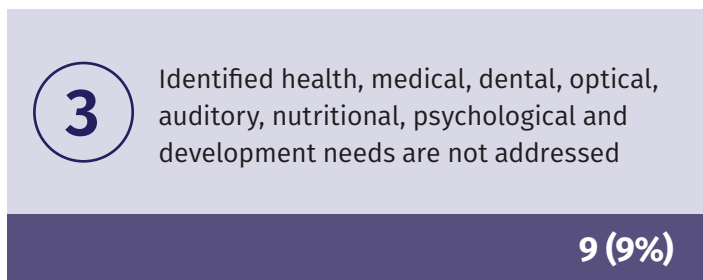 3
Identified health, medical, dental, optical,
auditory, nutritional, psychological and
development needs are not addressed
9 (9%)